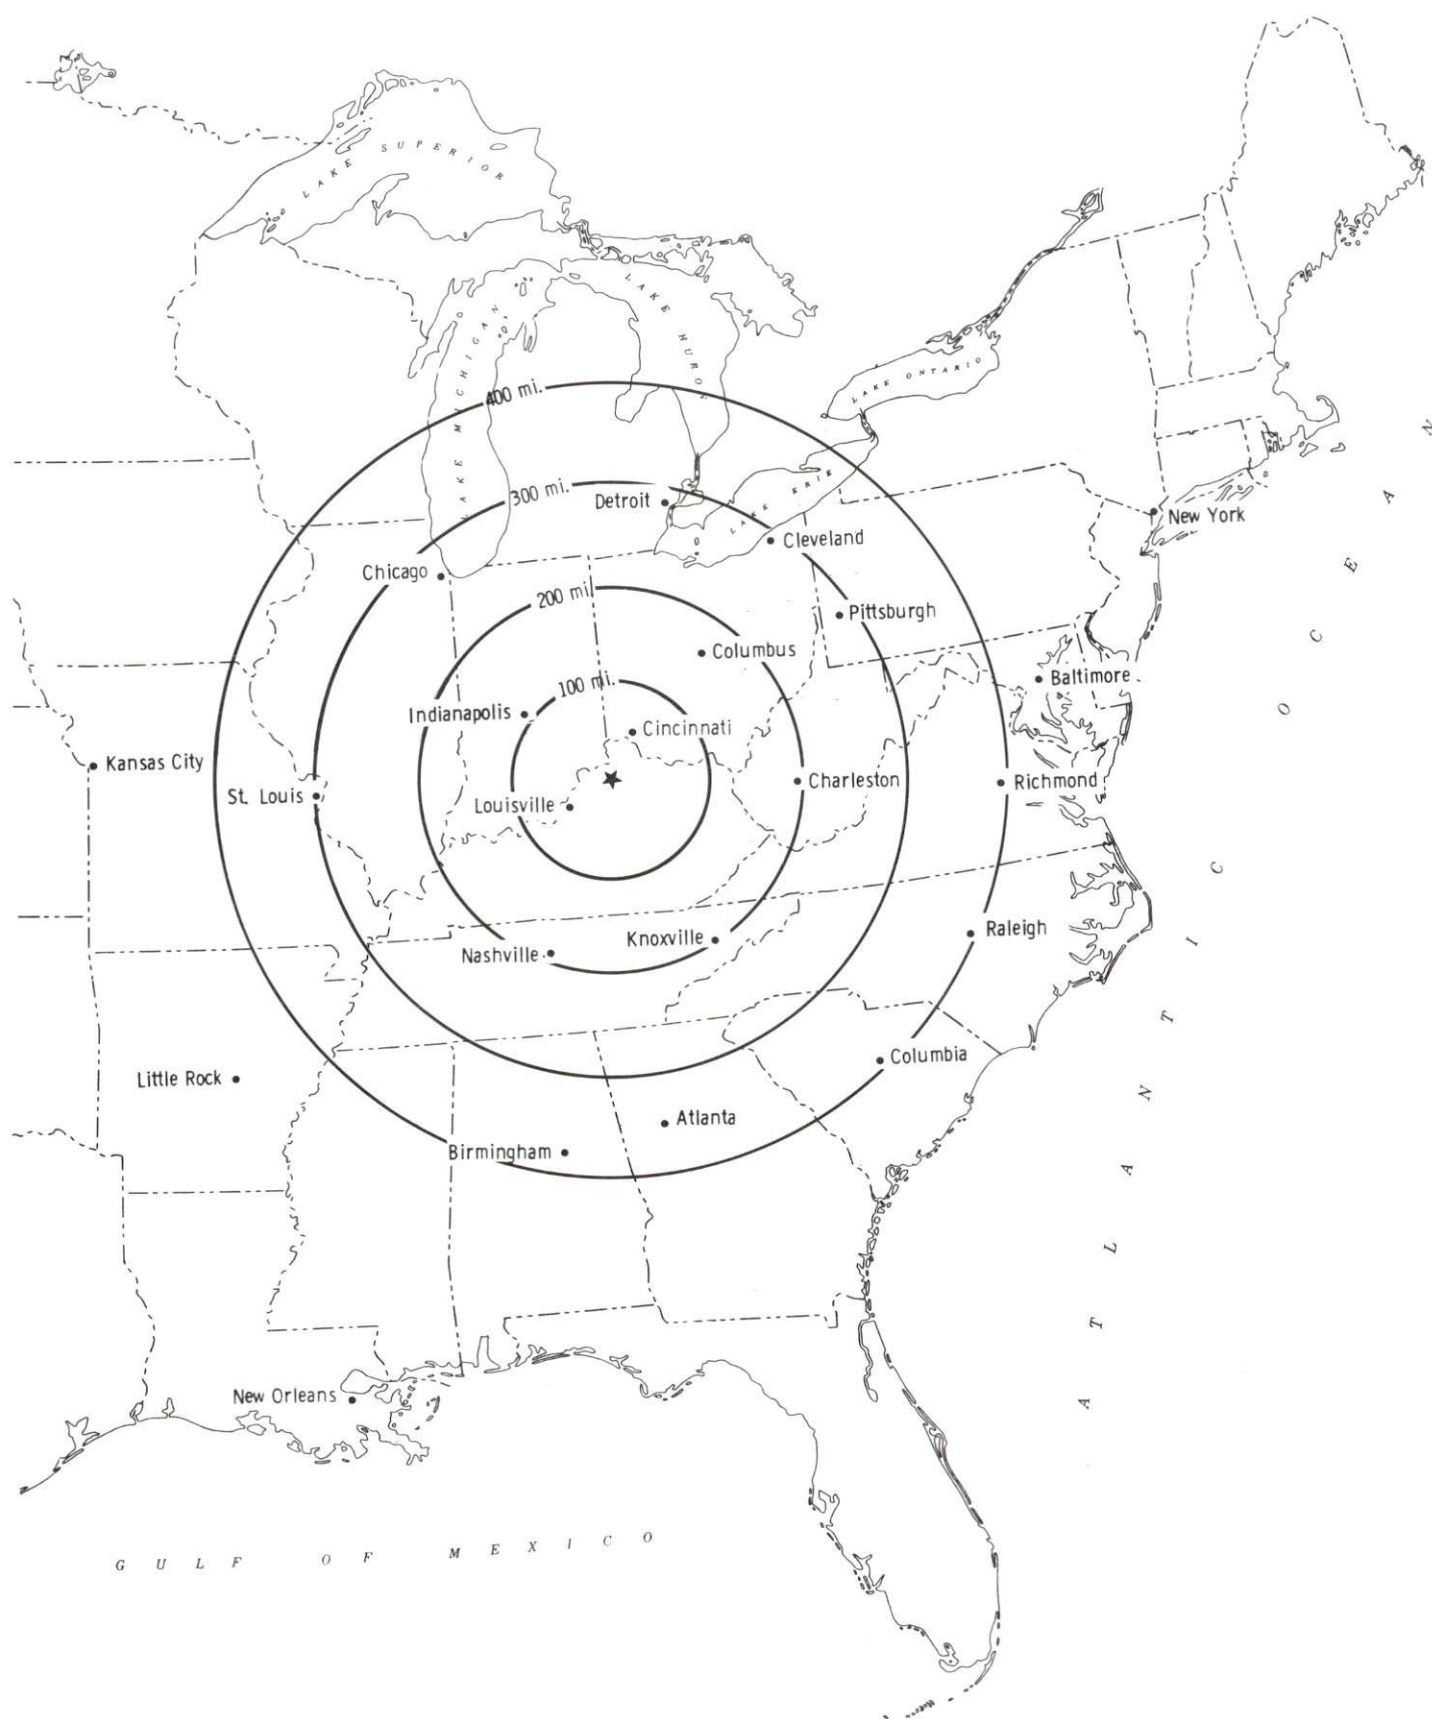 LAKE SUPERIOR
LAKE MICHIGAN
LAKE HURON
LAKE ONTARIO
LAKE ERIE
400 mi.
300 mi.
Detroit
Cleveland
New York
Chicago
200 mi.
Pittsburgh
Columbus
100 mi.
Baltimore
Indianapolis
Cincinnati
Kansas City
St. Louis
Louisville
Charleston
Richmond
Nashville
Knoxville
Raleigh
Little Rock
Columbia
Atlanta
Birmingham
New Orleans
ATLANTIC OCEAN
GULF OF MEXICO